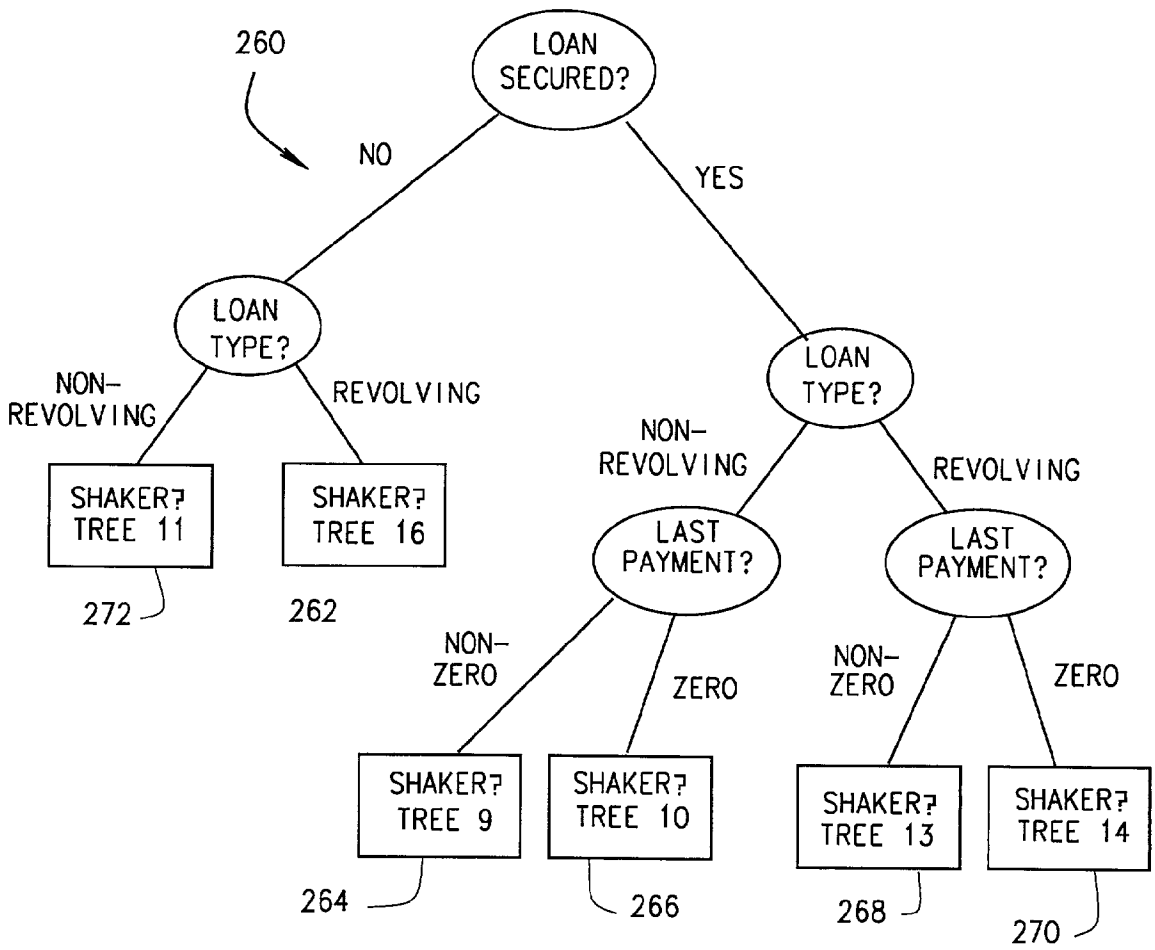 260
LOAN
SECURED?
NO
YES
LOAN
TYPE?
LOAN
TYPE?
NON-
REVOLVING
REVOLVING
NON-
REVOLVING
REVOLVING
SHAKER?
TREE 11
SHAKER?
TREE 16
LAST
PAYMENT?
LAST
PAYMENT?
272
262
NON-
ZERO
ZERO
NON-
ZERO
ZERO
SHAKER?
TREE 9
SHAKER?
TREE 10
SHAKER?
TREE 13
SHAKER?
TREE 14
264
266
268
270